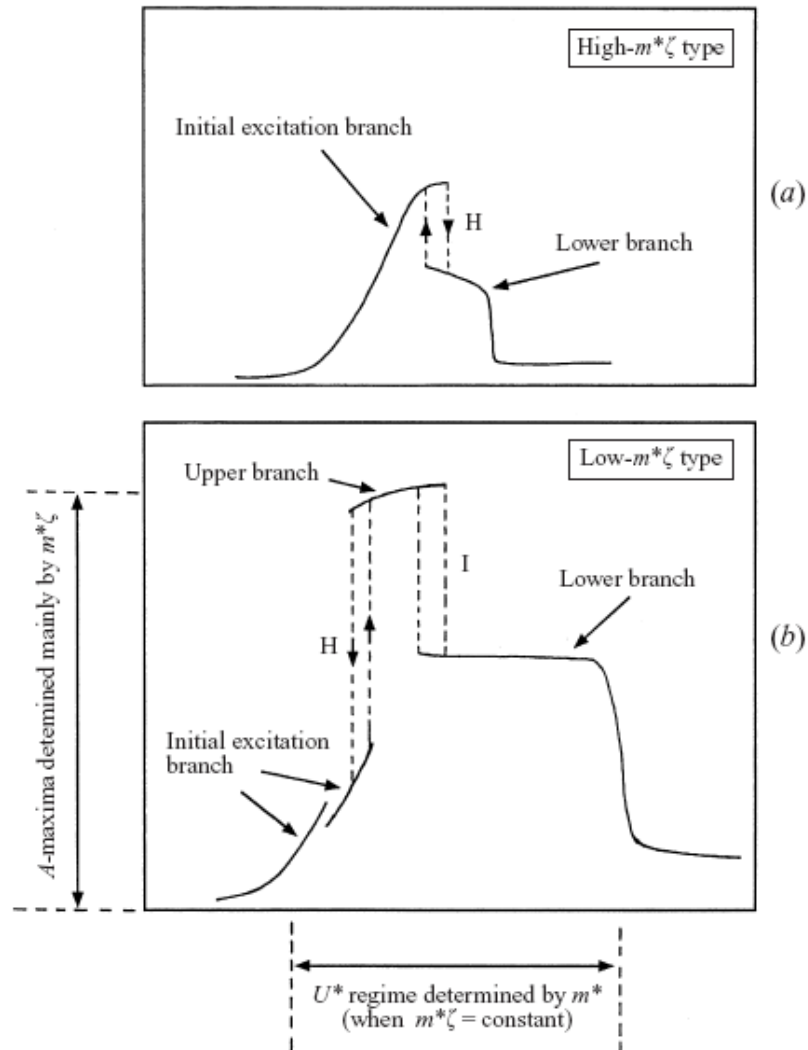 High-m*ζ type
Initial excitation branch
(a)
H
Lower branch
Low-m*ζ type
Upper branch
I
Lower branch
A-maxima detemined mainly by m*ζ
H
(b)
Initial excitation
branch
U* regime determined by m*
(when m*ζ = constant)